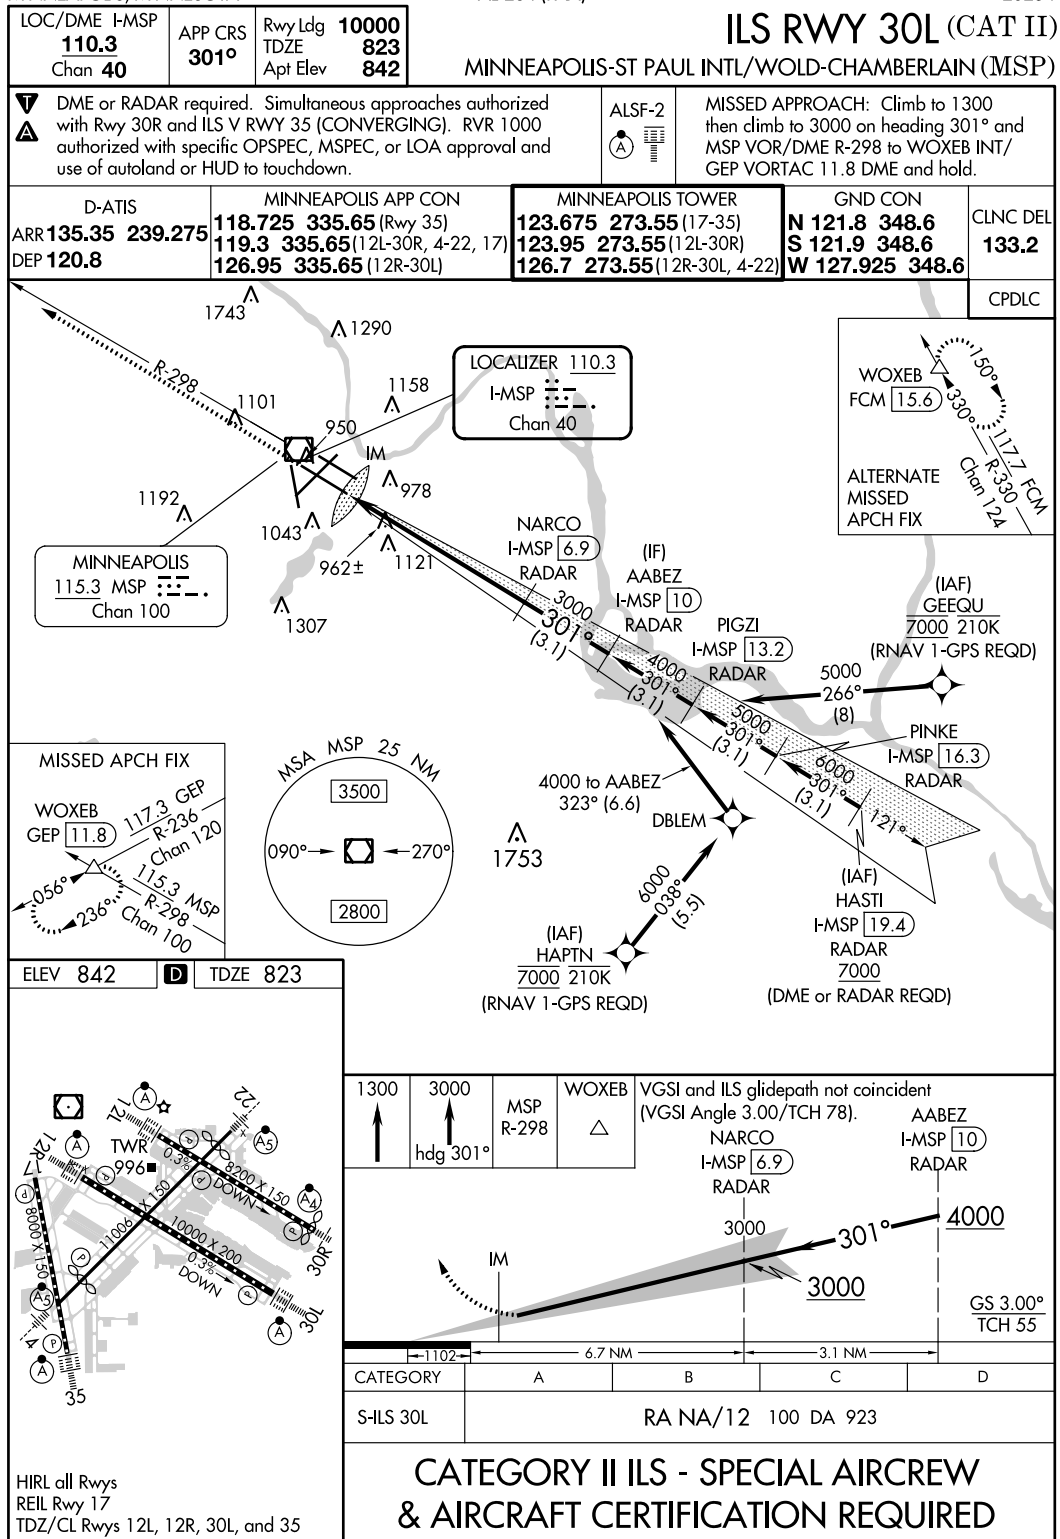 LOC/DME I-MSP
110.3
Chan 40
APP CRS
301°
Rwy Ldg 10000
TDZE 823
Apt Elev 842
ILS RWY 30L (CAT II)
MINNEAPOLIS-ST PAUL INTL/WOLD-CHAMBERLAIN (MSP)
T
A
DME or RADAR required. Simultaneous approaches authorized
with Rwy 30R and ILS V RWY 35 (CONVERGING). RVR 1000
authorized with specific OPSPEC, MSPEC, or LOA approval and
use of autoland or HUD to touchdown.
ALSF-2
A
MISSED APPROACH: Climb to 1300
then climb to 3000 on heading 301° and
MSP VOR/DME R-298 to WOXEB INT/
GEP VORTAC 11.8 DME and hold.
D-ATIS
ARR 135.35 239.275
DEP 120.8
MINNEAPOLIS APP CON
118.725 335.65 (Rwy 35)
119.3 335.65 (12L-30R, 4-22, 17)
126.95 335.65 (12R-30L)
MINNEAPOLIS TOWER
123.675 273.55 (17-35)
123.95 273.55 (12L-30R)
126.7 273.55 (12R-30L, 4-22)
GND CON
N 121.8 348.6
S 121.9 348.6
W 127.925 348.6
CLNC DEL
133.2
CPDLC
1743
1290
R-298
1101
1158
950
IM
978
1192
1043
962±
1121
1307
1753
LOCALIZER 110.3
I-MSP
Chan 40
MINNEAPOLIS
115.3 MSP
Chan 100
WOXEB
FCM 15.6
150°
330°
117.7 FCM
R-330
Chan 124
ALTERNATE
MISSED
APCH FIX
NARCO
I-MSP 6.9
RADAR
(IF)
AABEZ
I-MSP 10
RADAR
PIGZI
I-MSP 13.2
RADAR
(IAF)
GEEQU
7000 210K
(RNAV 1-GPS REQD)
5000
266°
(8)
PINKE
I-MSP 16.3
RADAR
3000
301°
(3.1)
4000
301°
(3.1)
5000
301°
(3.1)
6000
301°
(3.1)
121°
4000 to AABEZ
323° (6.6)
DBLEM
6000
038°
(5.5)
(IAF)
HAPTN
7000 210K
(RNAV 1-GPS REQD)
(IAF)
HASTI
I-MSP 19.4
RADAR
7000
(DME or RADAR REQD)
MISSED APCH FIX
WOXEB
GEP 11.8
117.3 GEP
R-236
Chan 120
056°
236°
115.3 MSP
R-298
Chan 100
MSA MSP 25 NM
3500
090°
270°
2800
ELEV 842
D
TDZE 823
12L
A
22
12R
A
TWR
996
A5
17
P
P
P
P
0.3%
DOWN
8200 X 150
A4
P
30R
8000 X 150
11006 X 150
10000 X 200
0.3%
DOWN
P
P
30L
A
A5
4
P
A
35
HIRL all Rwys
REIL Rwy 17
TDZ/CL Rwys 12L, 12R, 30L, and 35
1300
3000
hdg 301°
MSP
R-298
WOXEB
VGSI and ILS glidepath not coincident
(VGSI Angle 3.00/TCH 78).
NARCO
I-MSP 6.9
RADAR
AABEZ
I-MSP 10
RADAR
3000
301°
4000
IM
3000
GS 3.00°
TCH 55
1102
6.7 NM
3.1 NM
CATEGORY A B C D
S-ILS 30L RA NA/12 100 DA 923
CATEGORY II ILS - SPECIAL AIRCREW
& AIRCRAFT CERTIFICATION REQUIRED